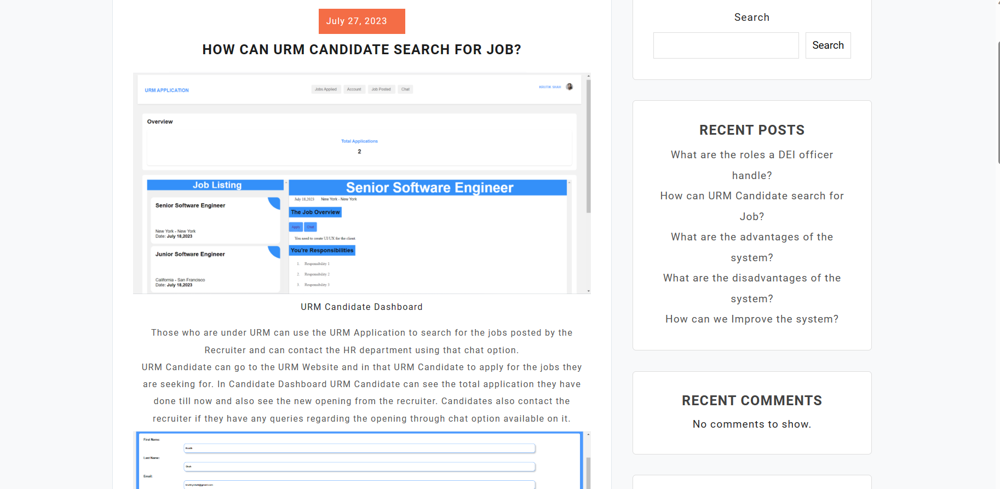 July 27, 2023
HOW CAN URM CANDIDATE SEARCH FOR JOB?
URM APPLICATION
Jobs Applied
Account
Job Posted
Chat
KRUTIK SHAH
Overview
Total Applications
2
Job Listing
Senior Software Engineer
New York - New York
Date: July 18,2023
Junior Software Engineer
California - San Francisco
Date: July 18,2023
Senior Software Engineer
July 18,2023 New York - New York
The Job Overview
Apply Chat
You need to create UI/UX for the client.
You're Responsibilities
1. Responsibility 1
2. Responsibility 2
3. Responsibility 3
URM Candidate Dashboard
Those who are under URM can use the URM Application to search for the jobs posted by the
Recruiter and can contact the HR department using that chat option.
URM Candidate can go to the URM Website and in that URM Candidate to apply for the jobs they
are seeking for. In Candidate Dashboard URM Candidate can see the total application they have
done till now and also see the new opening from the recruiter. Candidates also contact the
recruiter if they have any queries regarding the opening through chat option available on it.
First Name:
Krutik
Last Name:
Shah
Email:
krutikyshah@gmail.com
Search
Search
RECENT POSTS
What are the roles a DEI officer
handle?
How can URM Candidate search for
Job?
What are the advantages of the
system?
What are the disadvantages of the
system?
How can we Improve the system?
RECENT COMMENTS
No comments to show.